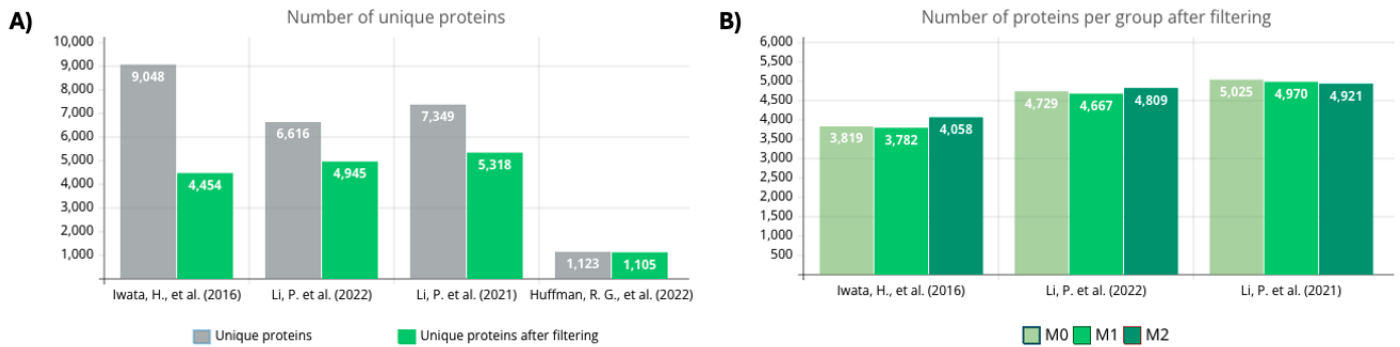 A)
Number of unique proteins
10,000
9,000
8,000
7,000
6,000
5,000
4,000
3,000
2,000
1,000
9,048
4,454
6,616
4,945
7,349
5,318
1,123
1,105
Iwata, H., et al. (2016)
Li, P. et al. (2022)
Li, P. et al. (2021)
Huffman, R. G., et al. (2022)
Unique proteins
Unique proteins after filtering
B)
Number of proteins per group after filtering
6,000
5,500
5,000
4,500
4,000
3,500
3,000
2,500
2,000
1,500
1,000
500
3,819
3,782
4,058
4,729
4,667
4,809
5,025
4,970
4,921
Iwata, H., et al. (2016)
Li, P. et al. (2022)
Li, P. et al. (2021)
M0
M1
M2